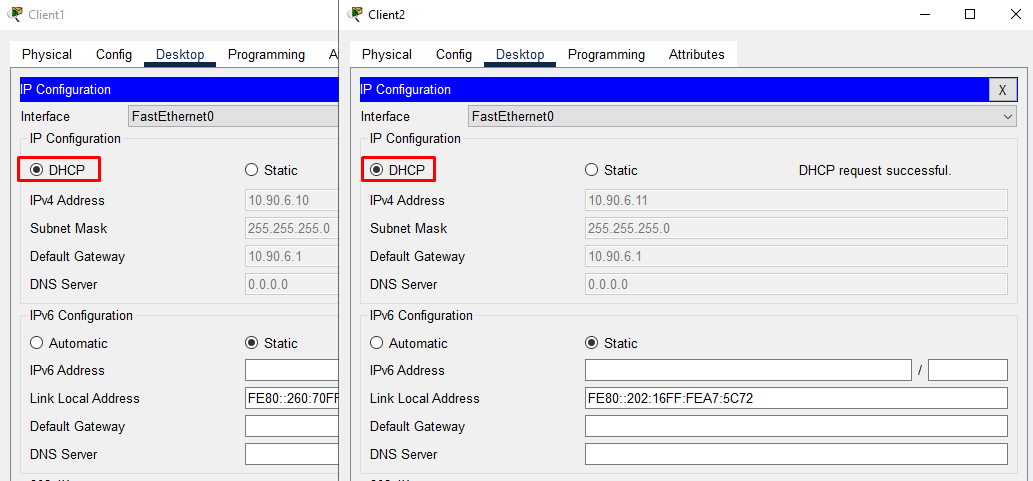 Client1
Physical Config Desktop Programming A
IP Configuration
Interface FastEthernet0
IP Configuration
DHCP Static
IPv4 Address 10.90.6.10
Subnet Mask 255.255.255.0
Default Gateway 10.90.6.1
DNS Server 0.0.0.0
IPv6 Configuration
Automatic Static
IPv6 Address
Link Local Address FE80::260:70FF
Default Gateway
DNS Server
Client2
Physical Config Desktop Programming Attributes
IP Configuration X
Interface FastEthernet0
IP Configuration
DHCP Static DHCP request successful.
IPv4 Address 10.90.6.11
Subnet Mask 255.255.255.0
Default Gateway 10.90.6.1
DNS Server 0.0.0.0
IPv6 Configuration
Automatic Static
IPv6 Address /
Link Local Address FE80::202:16FF:FEA7:5C72
Default Gateway
DNS Server